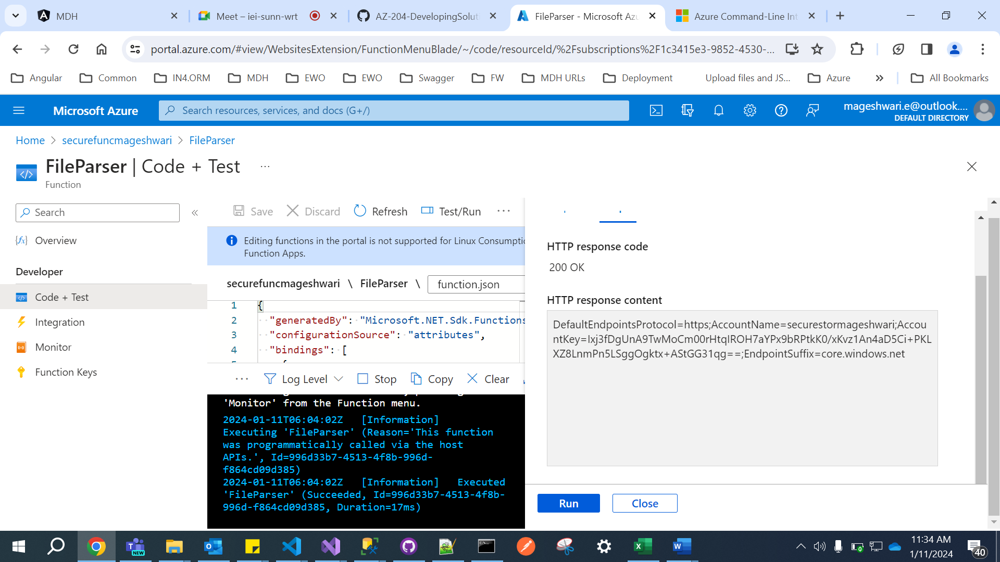 MDH
Meet – iei-sunn-wrt
AZ-204-DevelopingSoluti
FileParser - Microsoft Azu
Azure Command-Line Int
portal.azure.com/#view/WebsitesExtension/FunctionMenuBlade/~/code/resourceId/%2Fsubscriptions%2F1c3415e3-9852-4530-...
Angular
Common
IN4.ORM
MDH
EWO
EWO
Swagger
FW
MDH URLs
Deployment
Upload files and JS...
Azure
All Bookmarks
Microsoft Azure
Search resources, services, and docs (G+/)
mageshwari.e@outlook....
DEFAULT DIRECTORY
Home
securefuncmageshwari
FileParser
FileParser | Code + Test ...
Function
Search
Overview
Developer
Code + Test
Integration
Monitor
Function Keys
Save
Discard
Refresh
Test/Run
Editing functions in the portal is not supported for Linux Consumptio
Function Apps.
securefuncmageshwari \ FileParser \ function.json
1 {
2 "generatedBy": "Microsoft.NET.Sdk.Functions
3 "configurationSource": "attributes",
4 "bindings": [
Log Level
Stop
Copy
Clear
'Monitor' from the Function menu.
2024-01-11T06:04:02Z [Information]
Executing 'FileParser' (Reason='This function
was programmatically called via the host
APIs.', Id=996d33b7-4513-4f8b-996d-
f864cd09d385)
2024-01-11T06:04:02Z [Information] Executed
'FileParser' (Succeeded, Id=996d33b7-4513-4f8b-
996d-f864cd09d385, Duration=17ms)
HTTP response code
200 OK
HTTP response content
DefaultEndpointsProtocol=https;AccountName=securestormageshwari;Accou
ntKey=Ixj3fDgUnA9TwMoCm00rHtqIROH7aYPx9bRPtkK0/xKvz1An4aD5Ci+PKL
XZ8LnmPn5LSggOgktx+AStGG31qg==;EndpointSuffix=core.windows.net
Run
Close
11:34 AM
1/11/2024
40